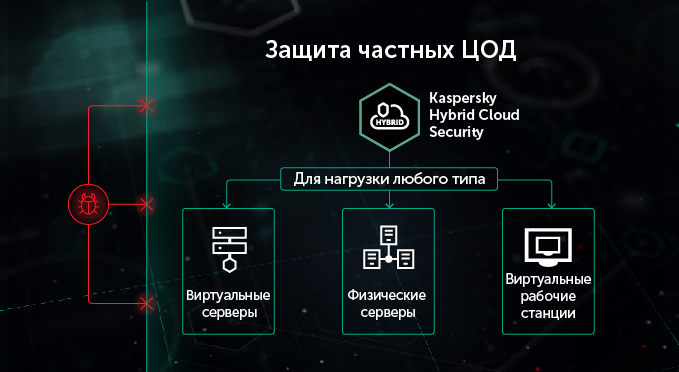 Защита частных ЦОД
Kaspersky
Hybrid Cloud
Security
HYBRID
Для нагрузки любого типа
Виртуальные
серверы
Физические
серверы
Виртуальные
рабочие
станции